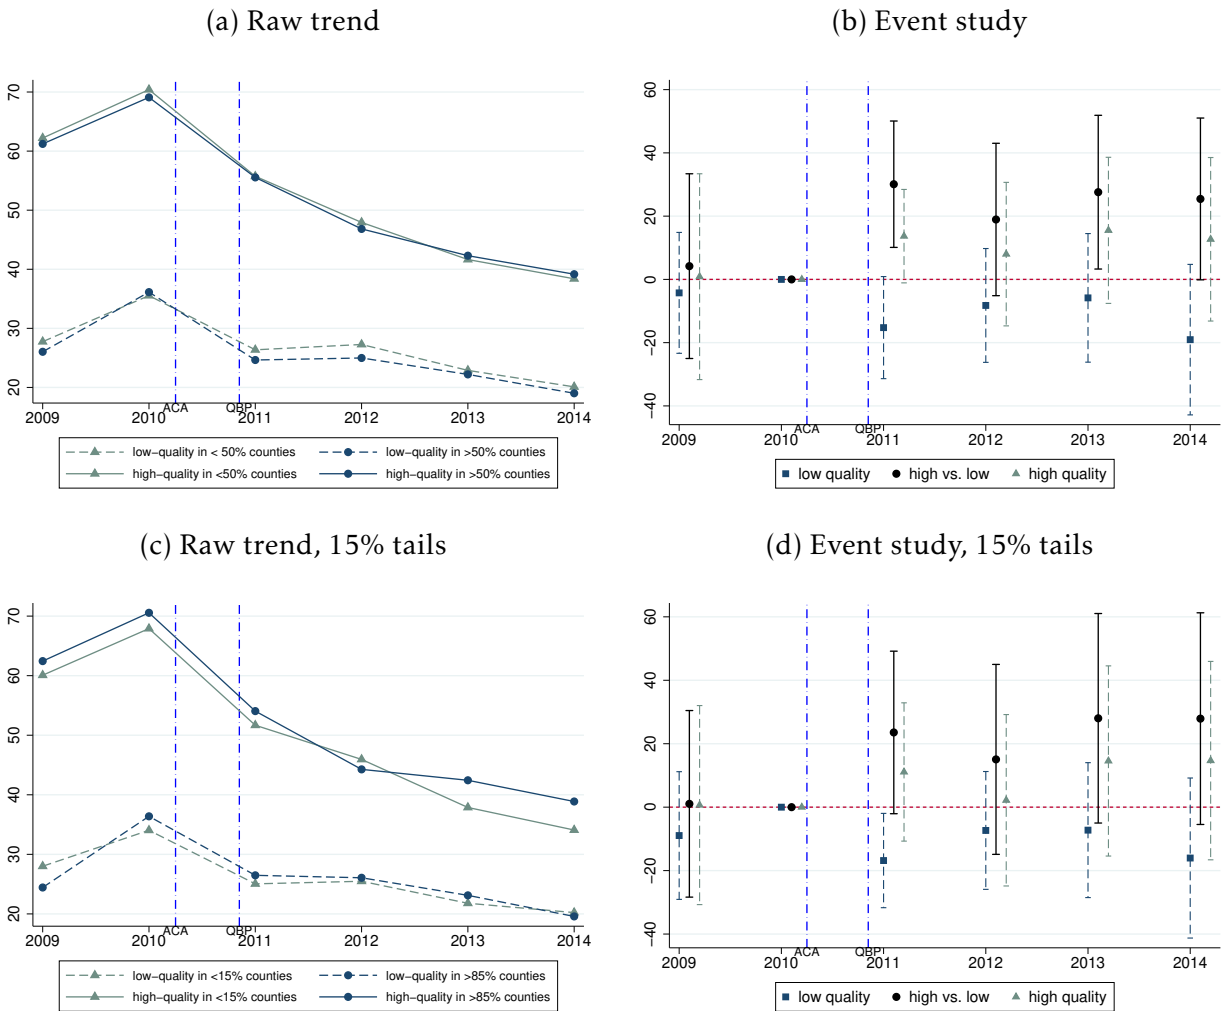 (a) Raw trend
70
60
50
40
30
20
2009 2010 ACA QBP 2011 2012 2013 2014
low-quality in < 50% counties low-quality in >50% counties
high-quality in <50% counties high-quality in >50% counties
(b) Event study
60
40
20
0
−20
−40
2009 2010 ACA QBP 2011 2012 2013 2014
low quality high vs. low high quality
(c) Raw trend, 15% tails
70
60
50
40
30
20
2009 2010 ACA QBP 2011 2012 2013 2014
low-quality in <15% counties low-quality in >85% counties
high-quality in <15% counties high-quality in >85% counties
(d) Event study, 15% tails
60
40
20
0
−20
−40
2009 2010 ACA QBP 2011 2012 2013 2014
low quality high vs. low high quality